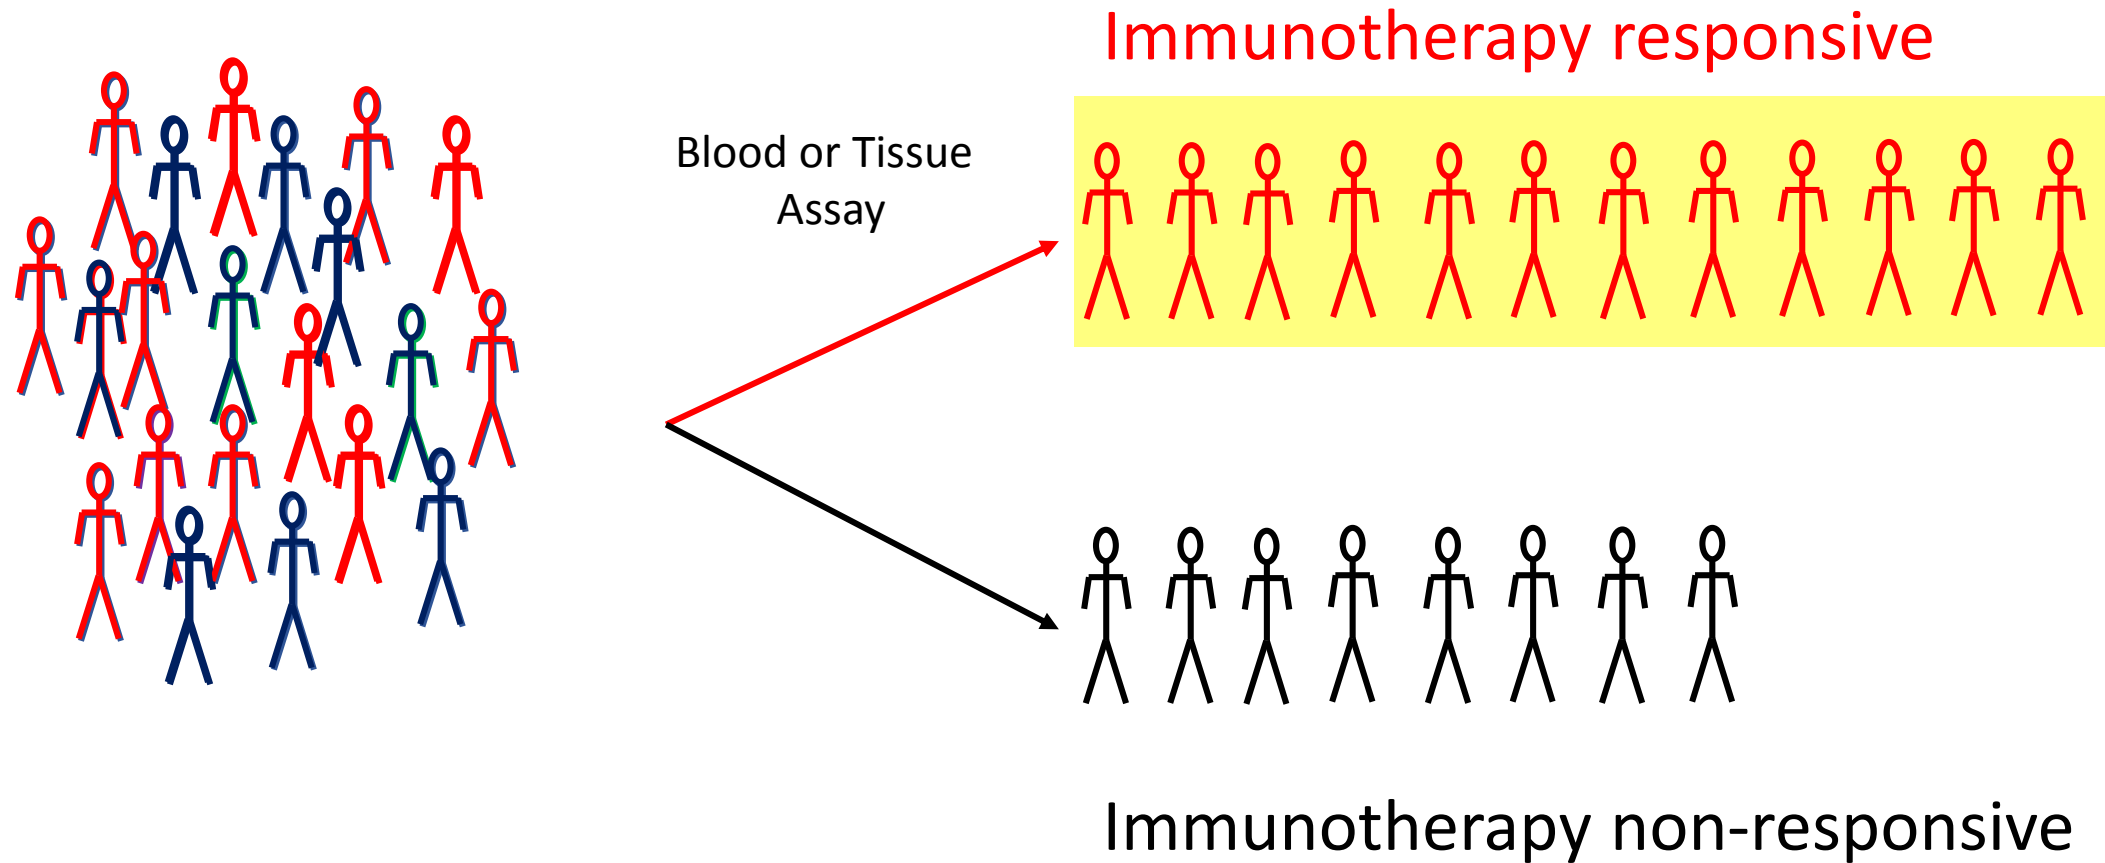 Immunotherapy responsive
Blood or Tissue
Assay
Immunotherapy non-responsive